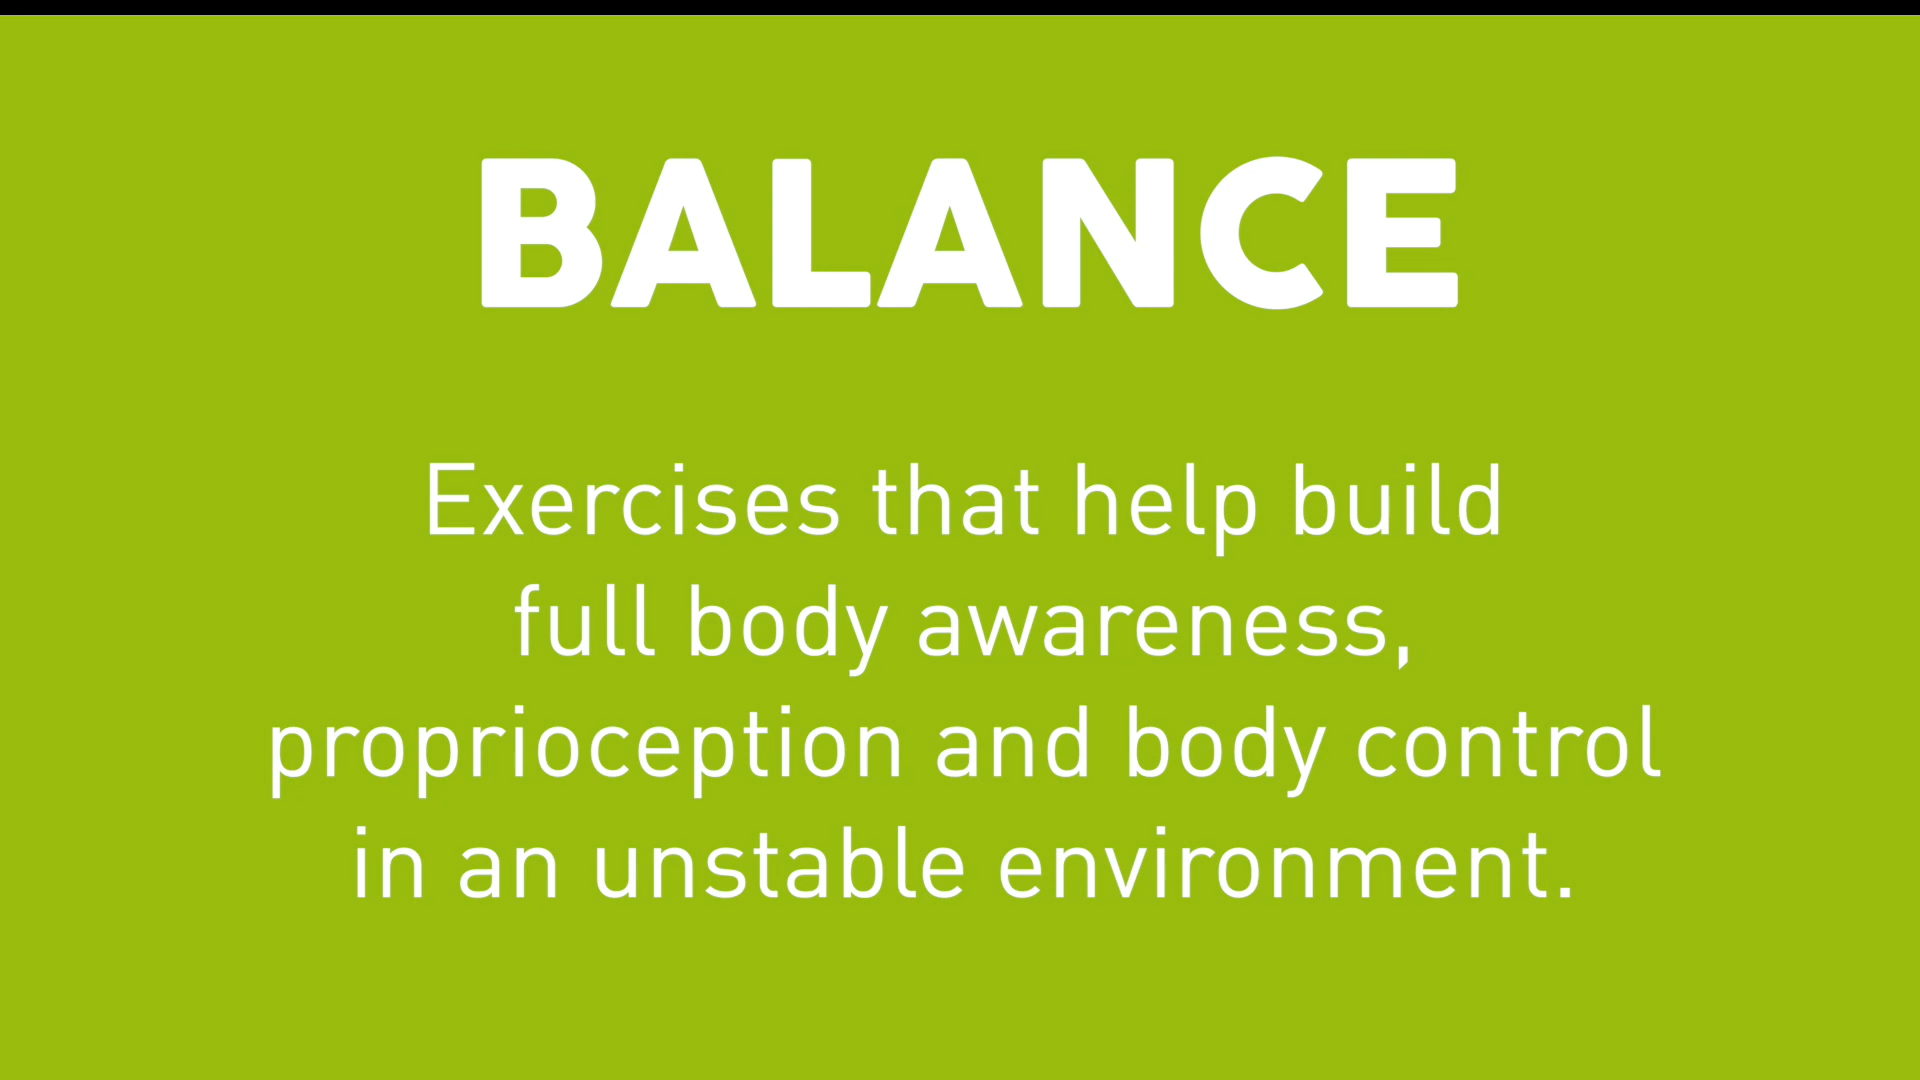 BALANCE
Exercises that help build
full body awareness,
proprioception and body control
in an unstable environment.